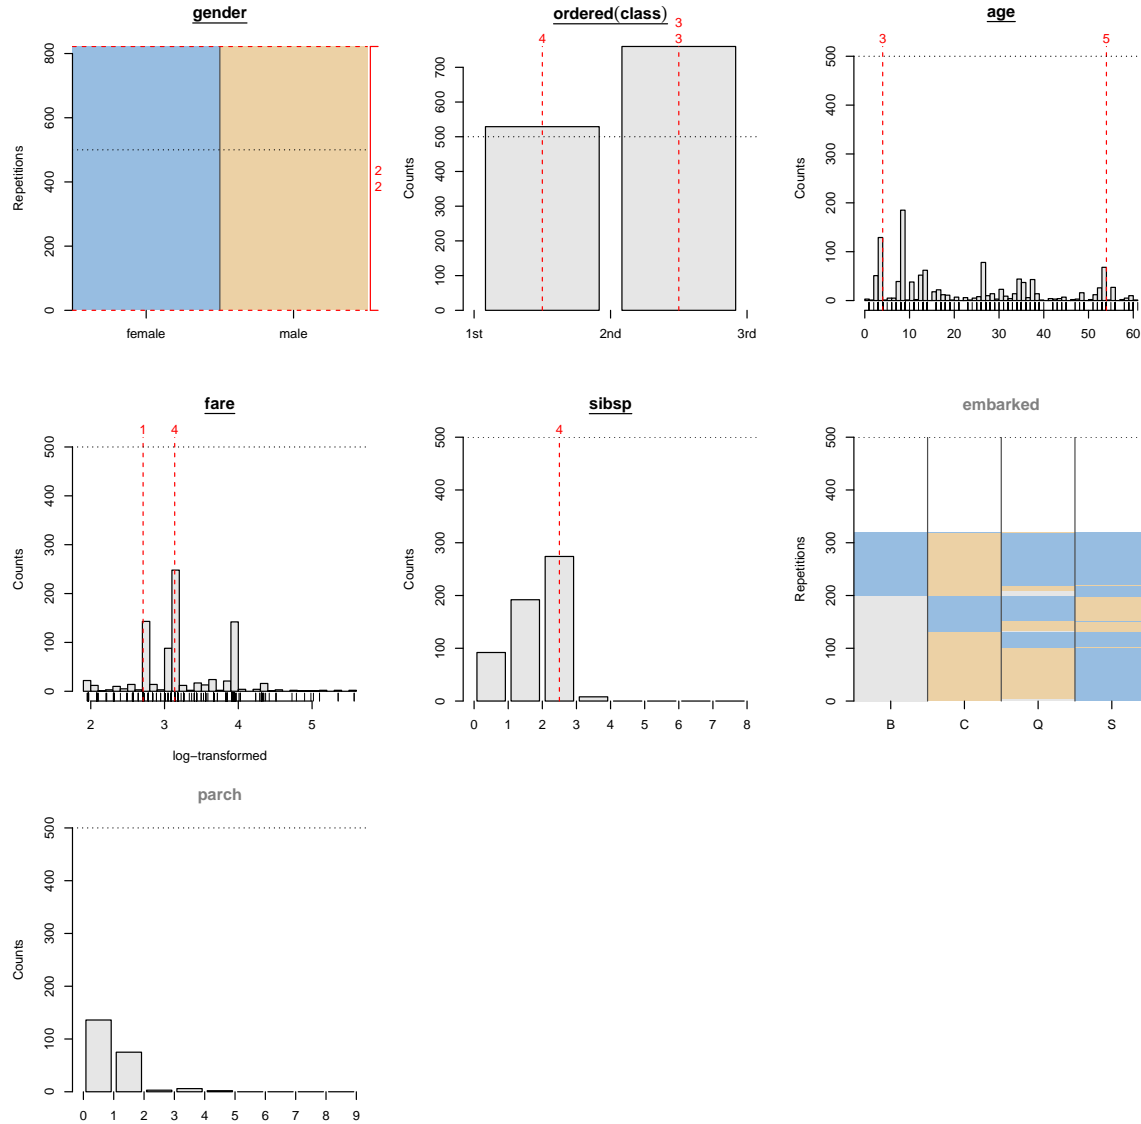 gender
Repetitions
0 200 400 600 800
female male
2
2
ordered(class)
Counts
0 100 200 300 400 500 600 700
1st 2nd 3rd
4
3
3
age
Counts
0 100 200 300 400 500
0 10 20 30 40 50 60
3 5
fare
Counts
0 100 200 300 400 500
2 3 4 5
1 4
log−transformed
sibsp
Counts
0 100 200 300 400 500
0 1 2 3 4 5 6 7 8
4
embarked
Repetitions
0 100 200 300 400 500
B C Q S
parch
Counts
0 100 200 300 400 500
0 1 2 3 4 5 6 7 8 9